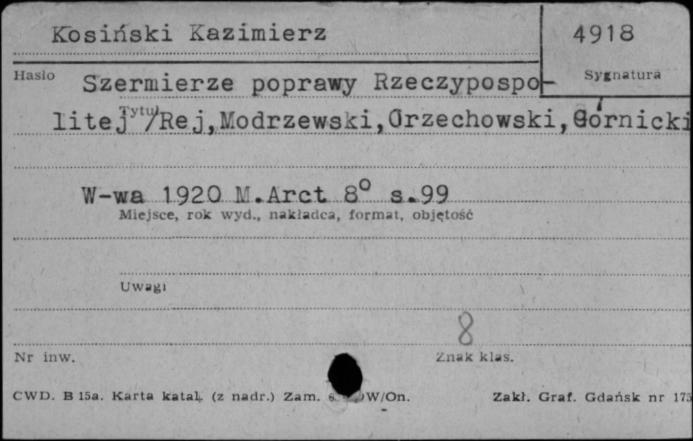 Kosiński Kazimierz
4918
Hasło
Sygnatura
Szermierze poprawy Rzeczypospo-
Tytuł
litej /Rej,Modrzewski,Orzechowski,Górnicki
W-wa 1920 M.Arct 8° s.99
Miejsce, rok wyd., nakładca, format, objętość
Uwagi
8
Nr inw.
Znak klas.
CWD. B 15a. Karta katal. (z nadr.) Zam. W/On.
Zakł. Graf. Gdańsk nr 175